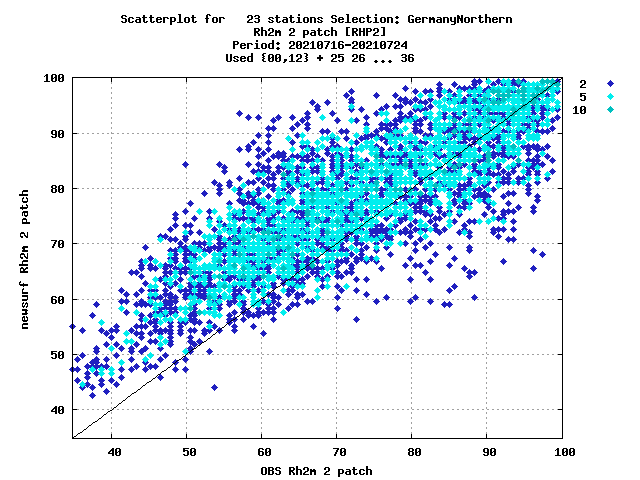 Scatterplot for   23 stations Selection: GermanyNorthern
Rh2m 2 patch [RHP2]
Period: 20210716-20210724
Used {00,12} + 25 26 ... 36
2
5
10
100
90
80
70
60
50
40
newsurf Rh2m 2 patch
40 50 60 70 80 90 100
OBS Rh2m 2 patch